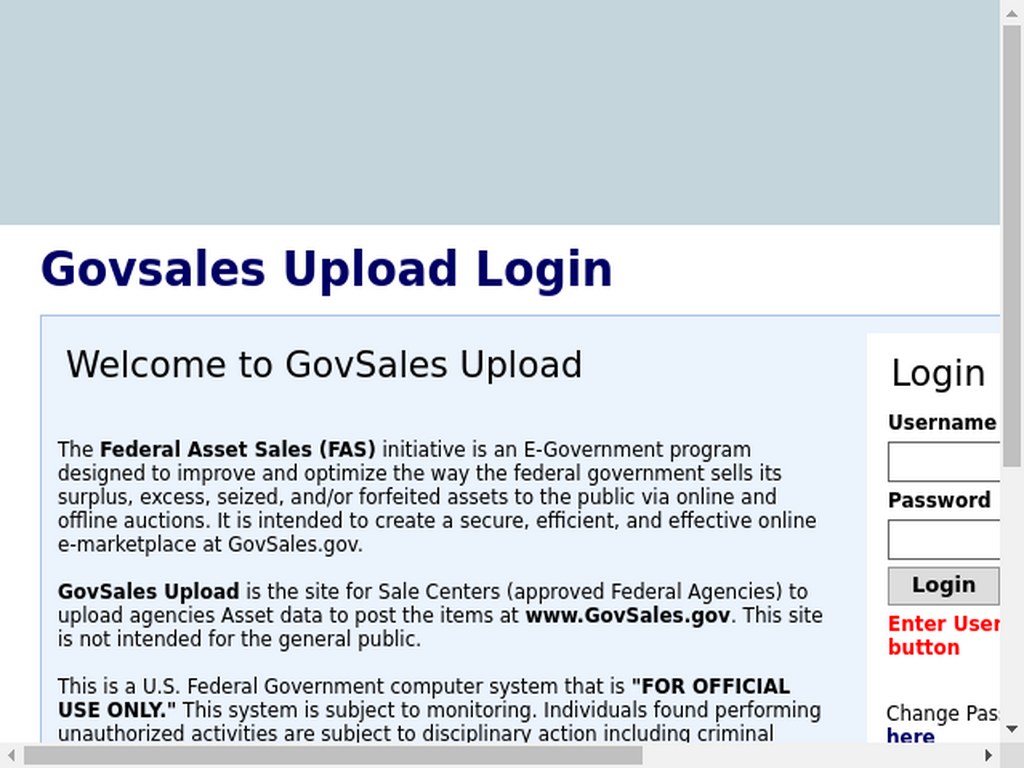 Govsales Upload Login
Welcome to GovSales Upload
The Federal Asset Sales (FAS) initiative is an E-Government program
designed to improve and optimize the way the federal government sells its
surplus, excess, seized, and/or forfeited assets to the public via online and
offline auctions. It is intended to create a secure, efficient, and effective online
e-marketplace at GovSales.gov.
GovSales Upload is the site for Sale Centers (approved Federal Agencies) to
upload agencies Asset data to post the items at www.GovSales.gov. This site
is not intended for the general public.
This is a U.S. Federal Government computer system that is "FOR OFFICIAL
USE ONLY." This system is subject to monitoring. Individuals found performing
unauthorized activities are subject to disciplinary action including criminal
Login
Username
Password
Login
Enter User
button
Change Pas
here